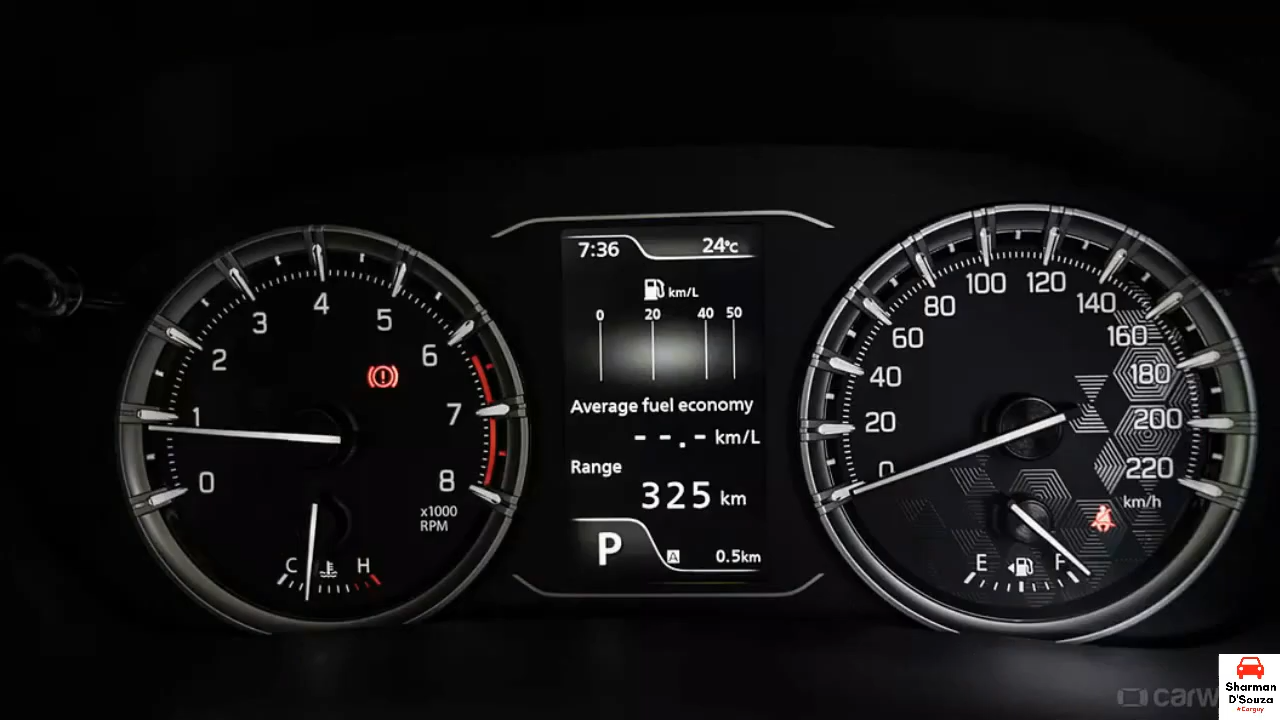 7:36 24°C
km/L
0 20 40 50
Average fuel economy
--.- km/L
Range
325 km
P A 0.5km
0 1 2 3 4 5 6 7 8
x1000
RPM
C H
0 20 40 60 80 100 120 140 160 180 200 220
km/h
E F
carw
Sharman
D'Souza
#Carguy